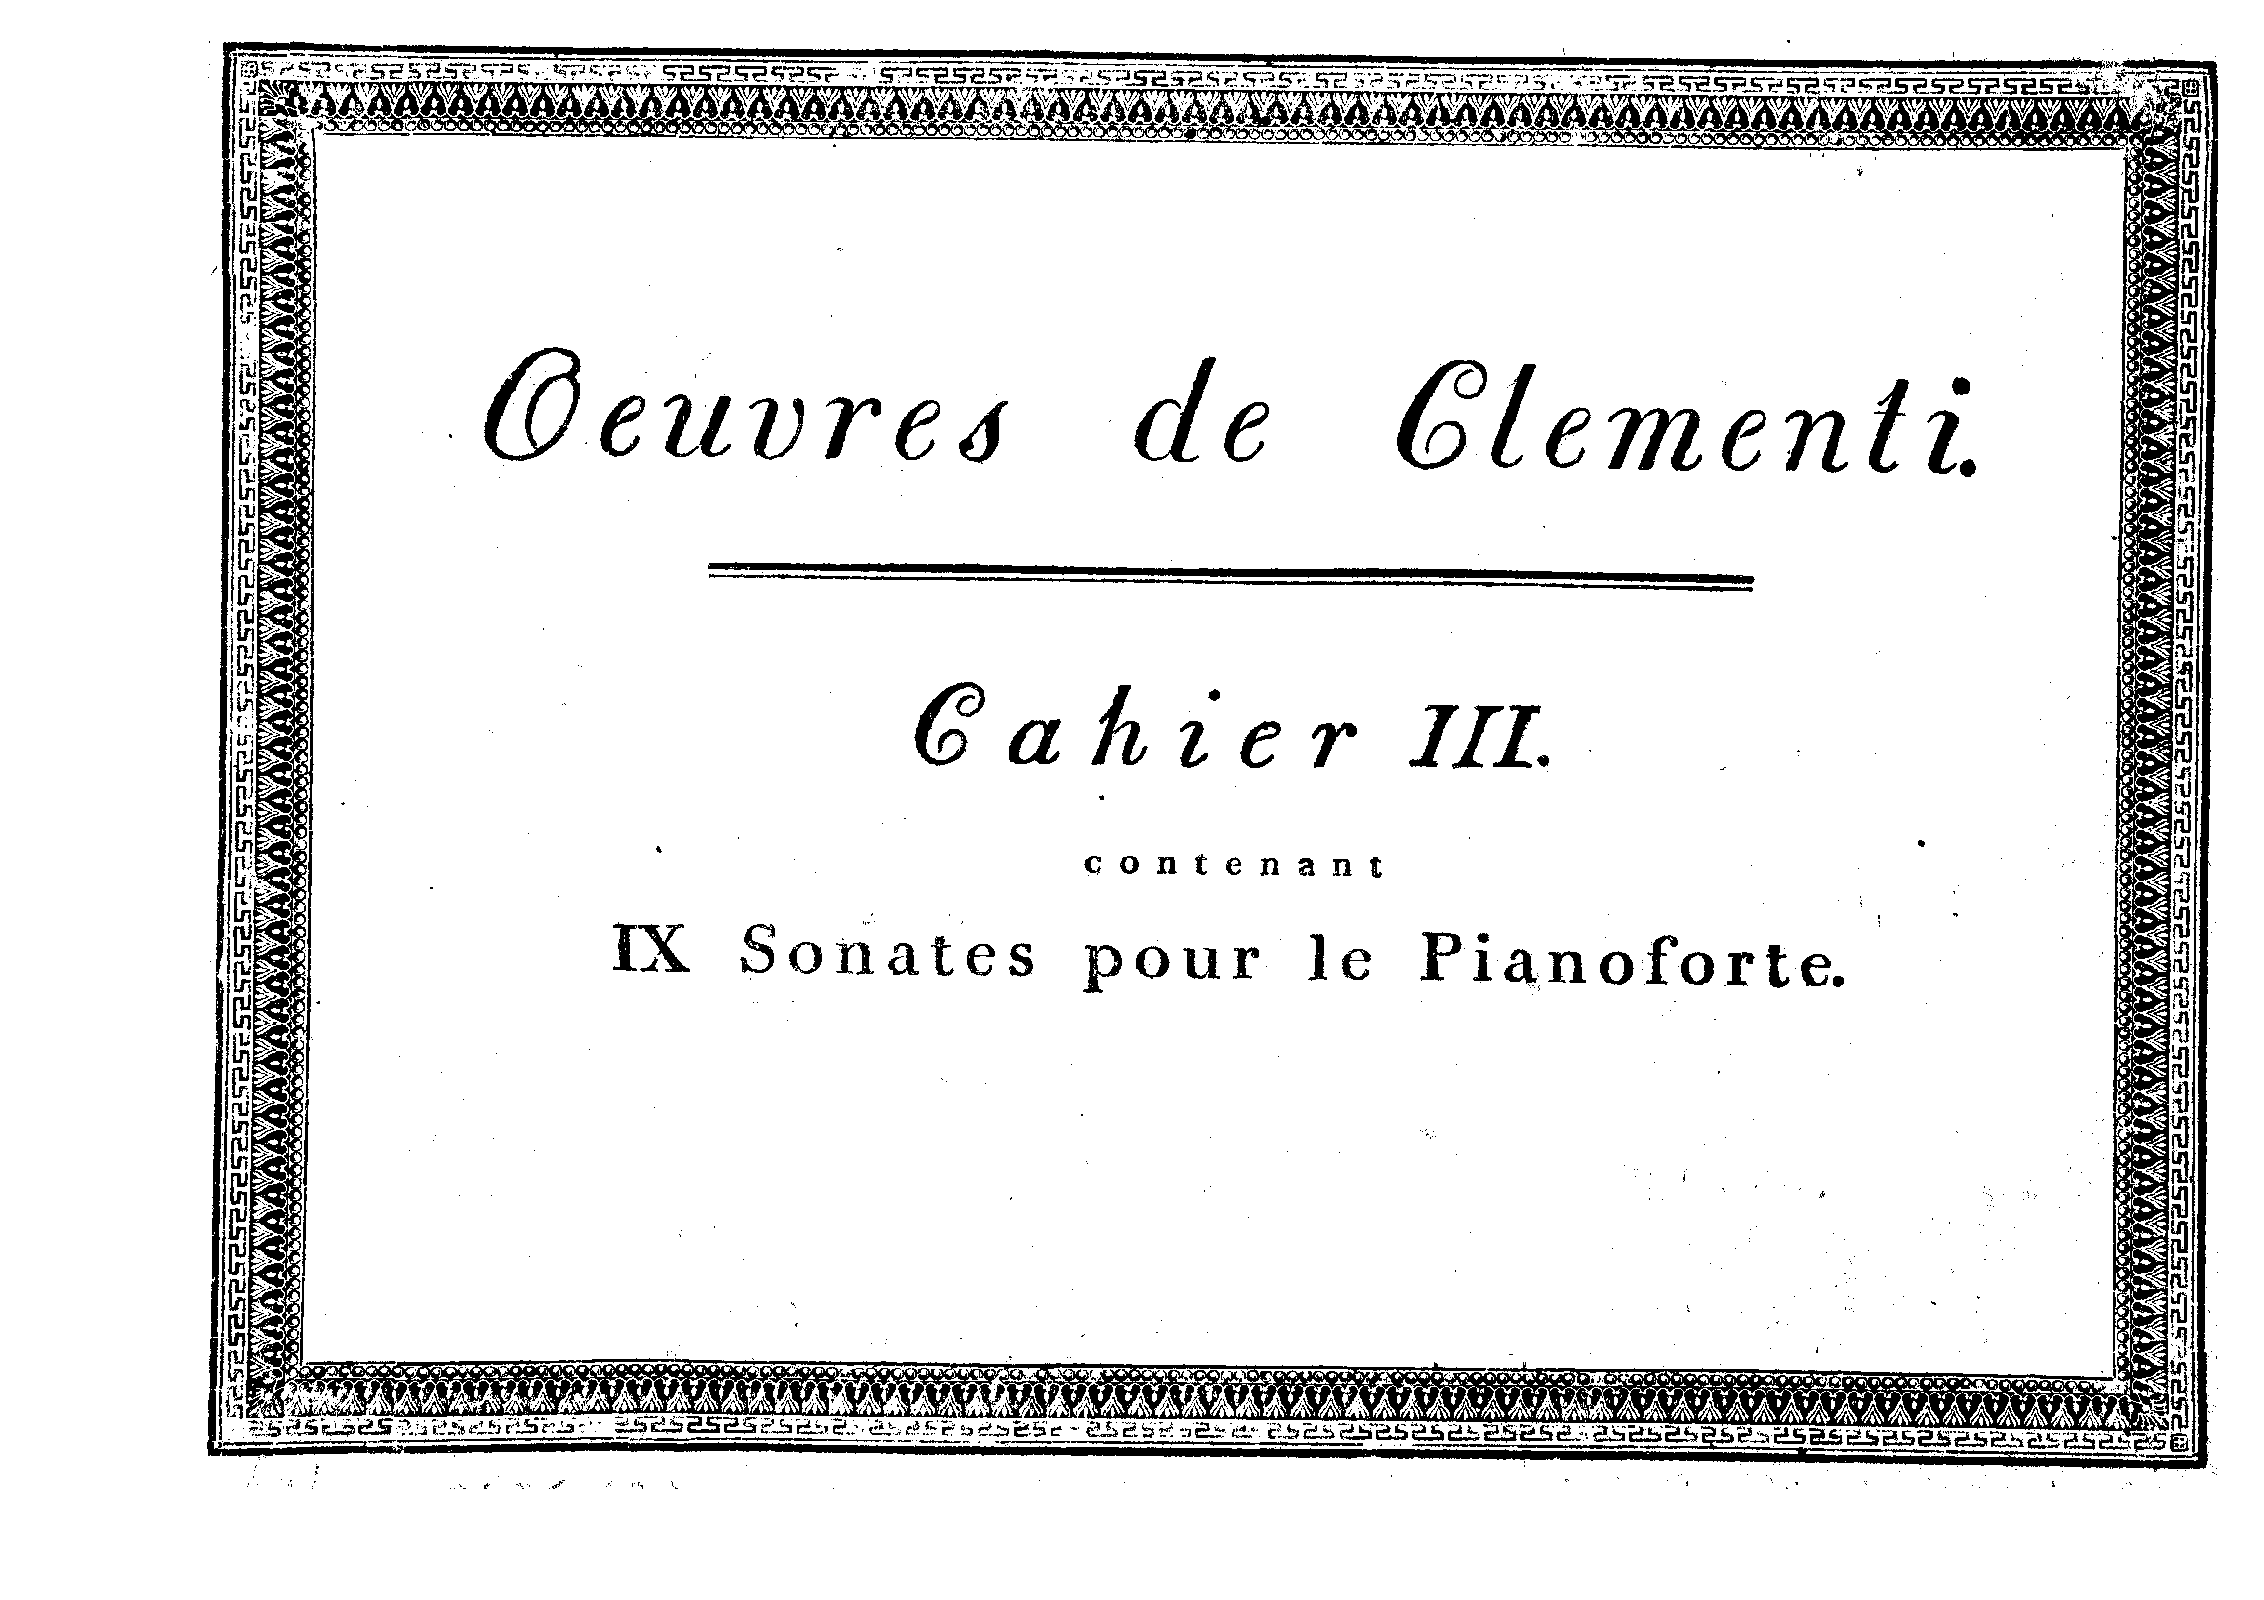 Oeuvres de Clementi.
Cahier III.
contenant
IX Sonates pour le Pianoforte.